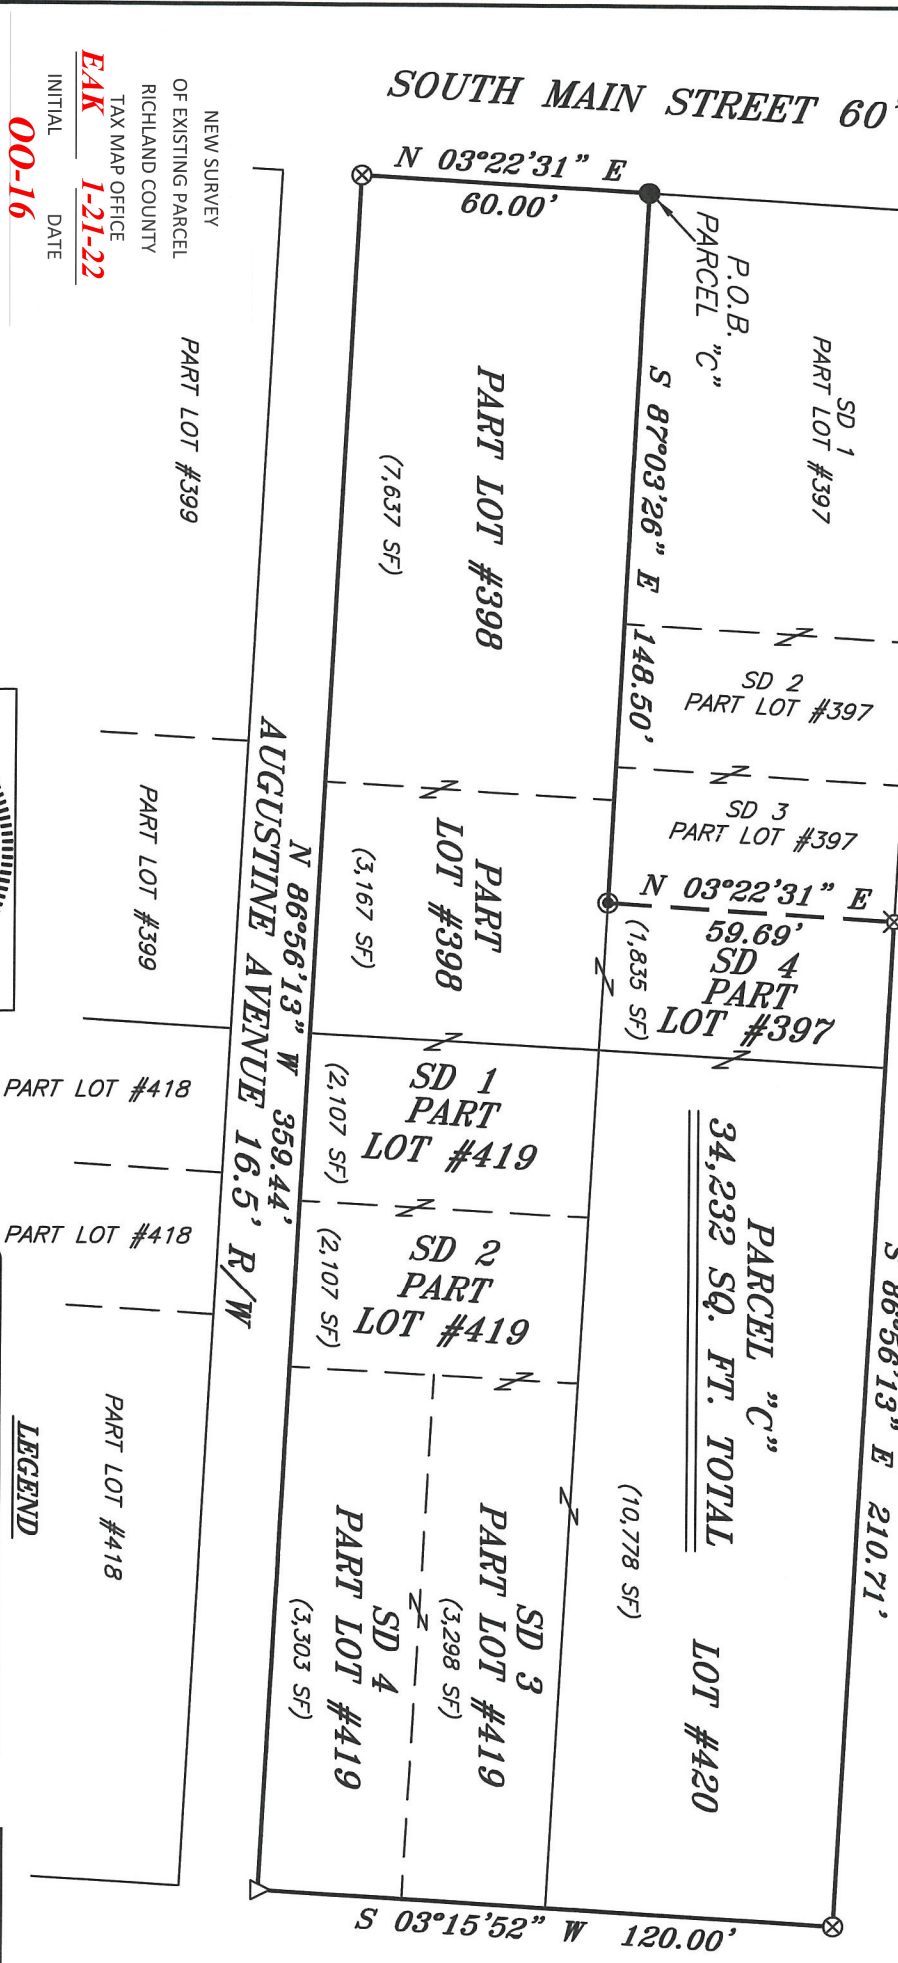 SOUTH MAIN STREET 60'
NEW SURVEY
OF EXISTING PARCEL
RICHLAND COUNTY
TAX MAP OFFICE
EAK 1-21-22
INITIAL DATE
OO-16
N 03°22'31" E
60.00'
P.O.B.
PARCEL "C"
SD 1
PART LOT #397
S 87°03'26" E 148.50'
PART LOT #398
(7,637 SF)
PART LOT #399
SD 2
PART LOT #397
SD 3
PART LOT #397
N 03°22'31" E
59.69'
SD 4
PART
LOT #397
(1,835 SF)
PART
LOT #398
(3,167 SF)
PART LOT #399
N 86°56'13" W 359.44'
AUGUSTINE AVENUE 16.5' R/W
SD 1
PART
LOT #419
(2,107 SF)
PART LOT #418
SD 2
PART
LOT #419
(2,107 SF)
PART LOT #418
PARCEL "C"
34,232 SQ. FT. TOTAL
S 86°56'13" E 210.71'
(10,778 SF)
LOT #420
SD 3
PART LOT #419
(3,298 SF)
SD 4
PART LOT #419
(3,303 SF)
PART LOT #418
LEGEND
S 03°15'52" W 120.00'